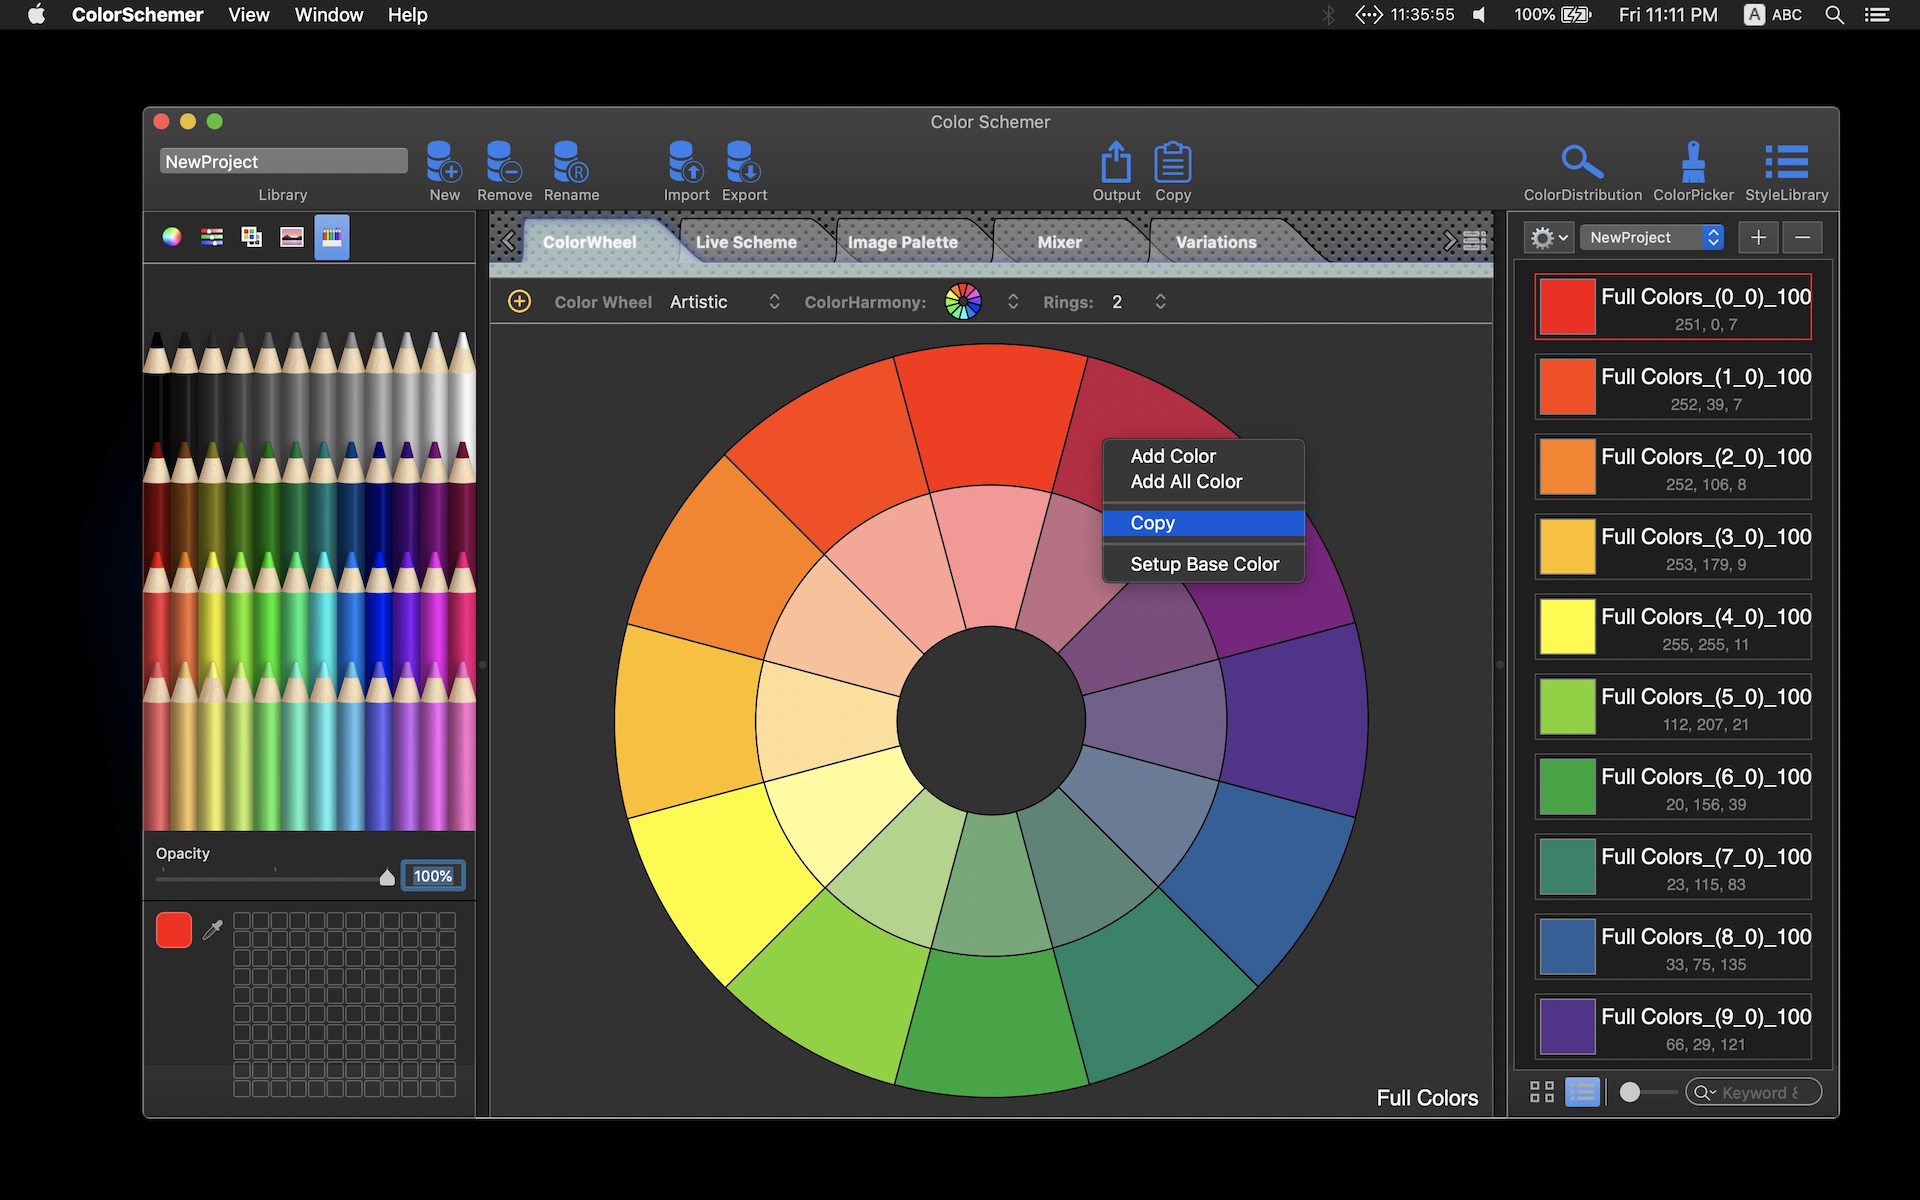 ColorSchemer View Window Help
11:35:55 100% Fri 11:11 PM A ABC
Color Schemer
NewProject
Library
New Remove Rename
R
Import Export
Output Copy
ColorDistribution ColorPicker StyleLibrary
ColorWheel Live Scheme Image Palette Mixer Variations
NewProject
Color Wheel Artistic ColorHarmony: Rings: 2
Add Color
Add All Color
Copy
Setup Base Color
Full Colors
Opacity
100%
Full Colors_(0_0)_100
251, 0, 7
Full Colors_(1_0)_100
252, 39, 7
Full Colors_(2_0)_100
252, 106, 8
Full Colors_(3_0)_100
253, 179, 9
Full Colors_(4_0)_100
255, 255, 11
Full Colors_(5_0)_100
112, 207, 21
Full Colors_(6_0)_100
20, 156, 39
Full Colors_(7_0)_100
23, 115, 83
Full Colors_(8_0)_100
33, 75, 135
Full Colors_(9_0)_100
66, 29, 121
Keyword &